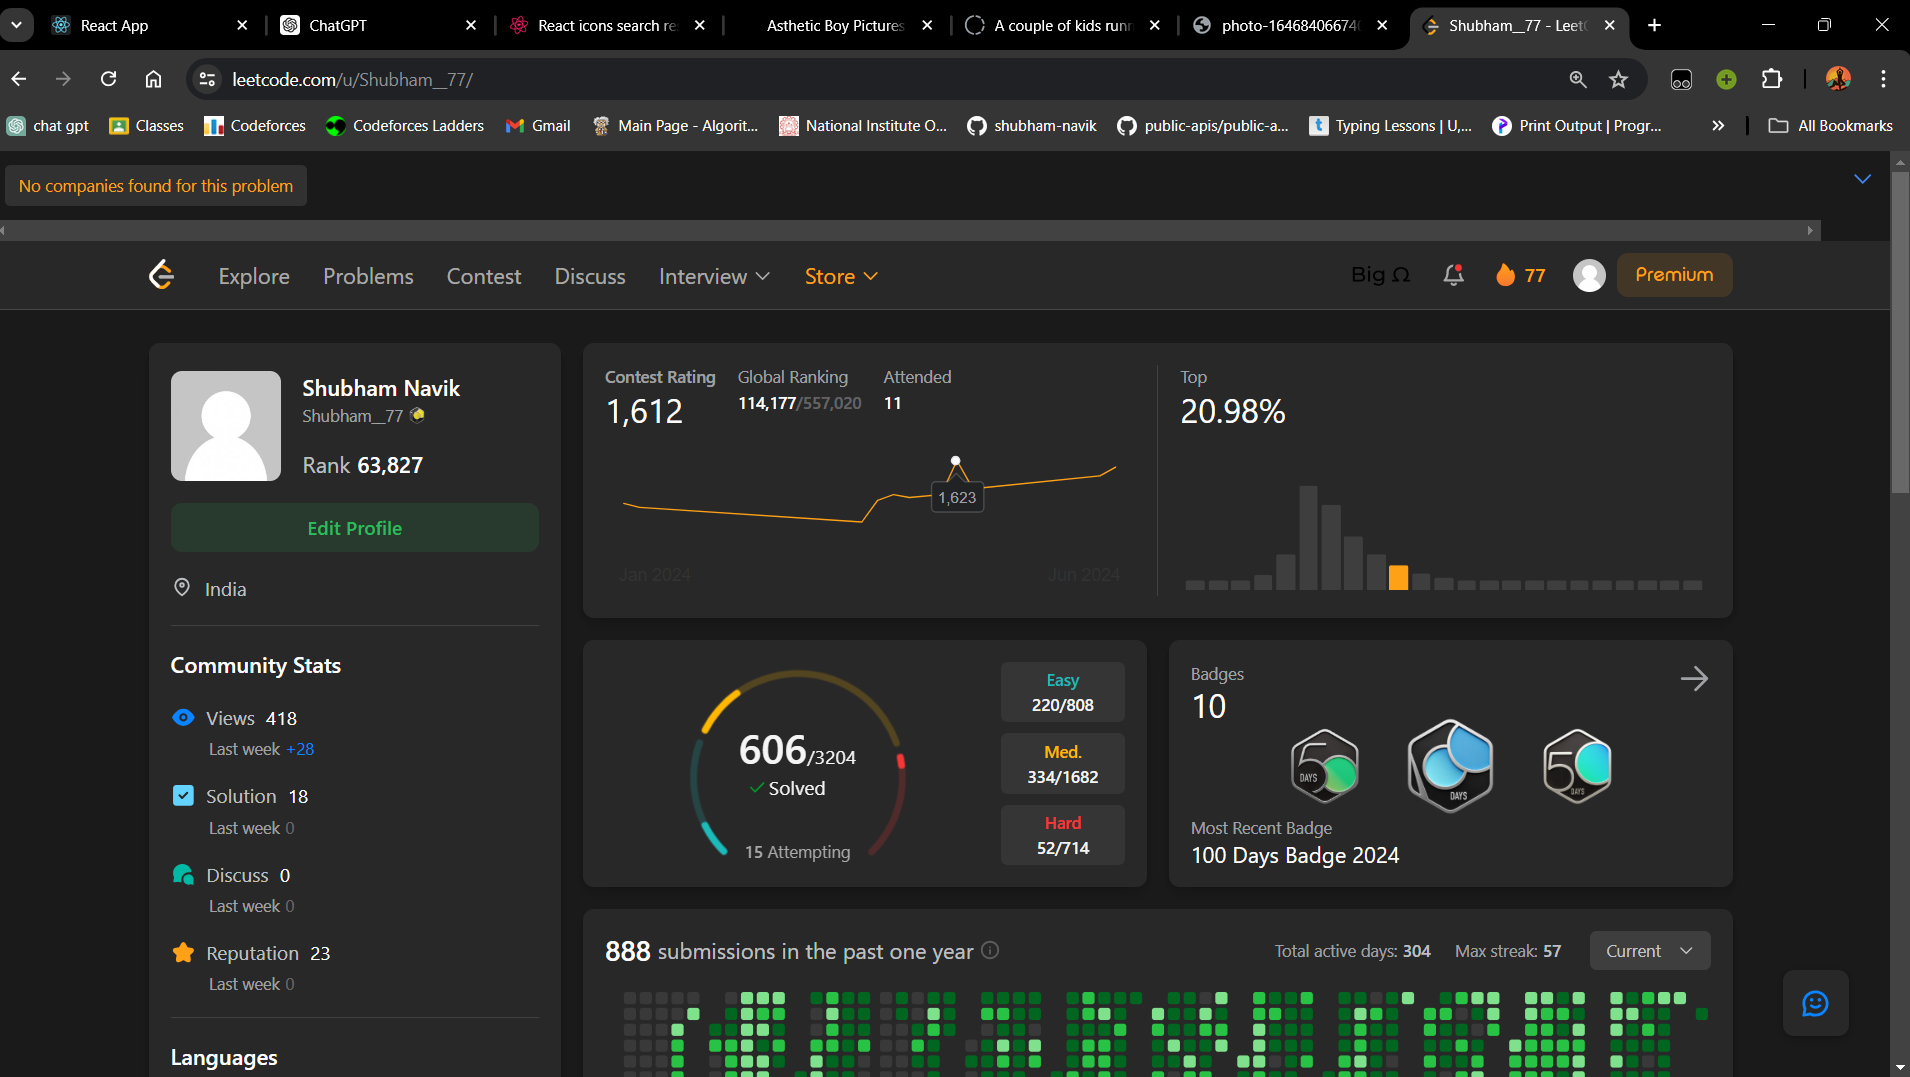 React App
ChatGPT
React icons search re
Asthetic Boy Pictures
A couple of kids runn
photo-16468406674
Shubham__77 - Leet
leetcode.com/u/Shubham__77/
chat gpt
Classes
Codeforces
Codeforces Ladders
Gmail
Main Page - Algorit...
National Institute O...
shubham-navik
public-apis/public-a...
Typing Lessons | U,...
Print Output | Progr...
All Bookmarks
No companies found for this problem
Explore
Problems
Contest
Discuss
Interview
Store
Big Ω
77
Premium
Shubham Navik
Shubham__77
Rank 63,827
Edit Profile
India
Community Stats
Views 418
Last week +28
Solution 18
Last week 0
Discuss 0
Last week 0
Reputation 23
Last week 0
Languages
Contest Rating
1,612
Global Ranking
114,177/557,020
Attended
11
1,623
Jan 2024
Jun 2024
Top
20.98%
606/3204
Solved
15 Attempting
Easy
220/808
Med.
334/1682
Hard
52/714
Badges
10
50
DAYS
DAYS
50
DAYS
Most Recent Badge
100 Days Badge 2024
888 submissions in the past one year
Total active days: 304
Max streak: 57
Current